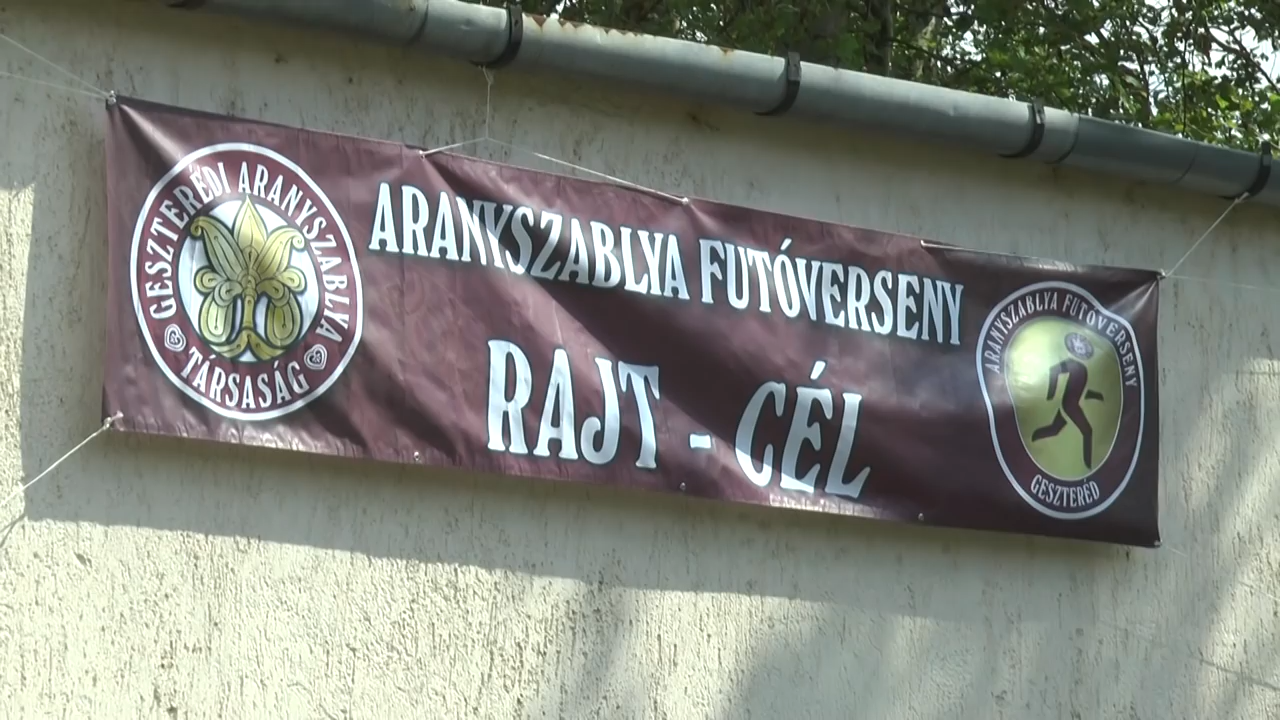 GESZTERÉDI ARANYSZABLYA
TÁRSASÁG
ARANYSZABLYA FUTÓVERSENY
RAJT - CÉL
ARANYSZABLYA FUTÓVERSENY
GESZTERÉD